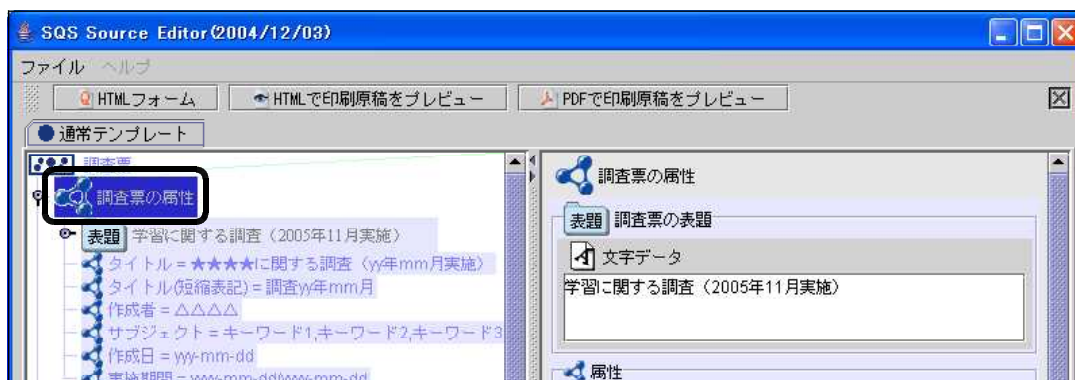 SQS Source Editor(2004/12/03)
ファイル ヘルプ
HTMLフォーム HTMLで印刷原稿をプレビュー PDFで印刷原稿をプレビュー
通常テンプレート
調査票
調査票の属性
表題 学習に関する調査（2005年11月実施）
タイトル = ★★★★に関する調査（yy年mm月実施）
タイトル(短縮表記) = 調査yy年mm月
作成者 = △△△△
サブジェクト = キーワード1,キーワード2,キーワード3
作成日 = yyy-mm-dd
実施期間 = yyyy-mm-dd/yyyy-mm-dd
調査票の属性
表題 調査票の表題
文字データ
学習に関する調査（2005年11月実施）
属性